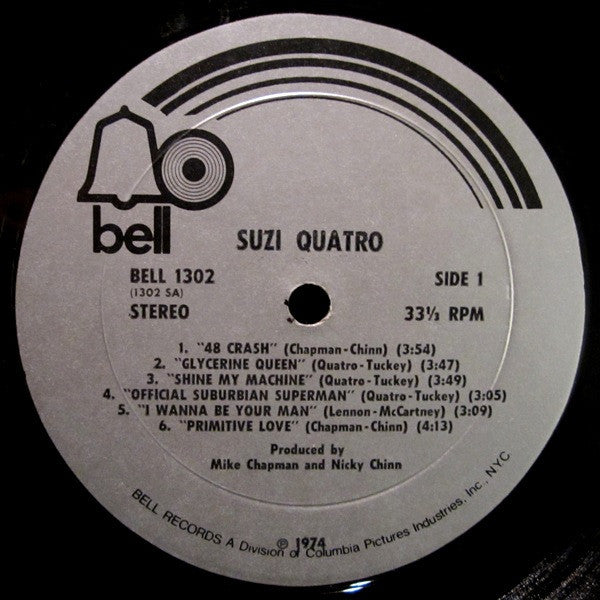 bell
SUZI QUATRO
BELL 1302
(1302 SA)
STEREO
SIDE 1
33⅓ RPM
1. "48 CRASH" (Chapman-Chinn) (3:54)
2. "GLYCERINE QUEEN" (Quatro-Tuckey) (3:47)
3. "SHINE MY MACHINE" (Quatro-Tuckey) (3:49)
4. "OFFICIAL SUBURBIAN SUPERMAN" (Quatro-Tuckey) (3:05)
5. "I WANNA BE YOUR MAN" (Lennon-McCartney) (3:09)
6. "PRIMITIVE LOVE" (Chapman-Chinn) (4:13)
Produced by
Mike Chapman and Nicky Chinn
℗ 1974
BELL RECORDS A Division of Columbia Pictures Industries, Inc., NYC